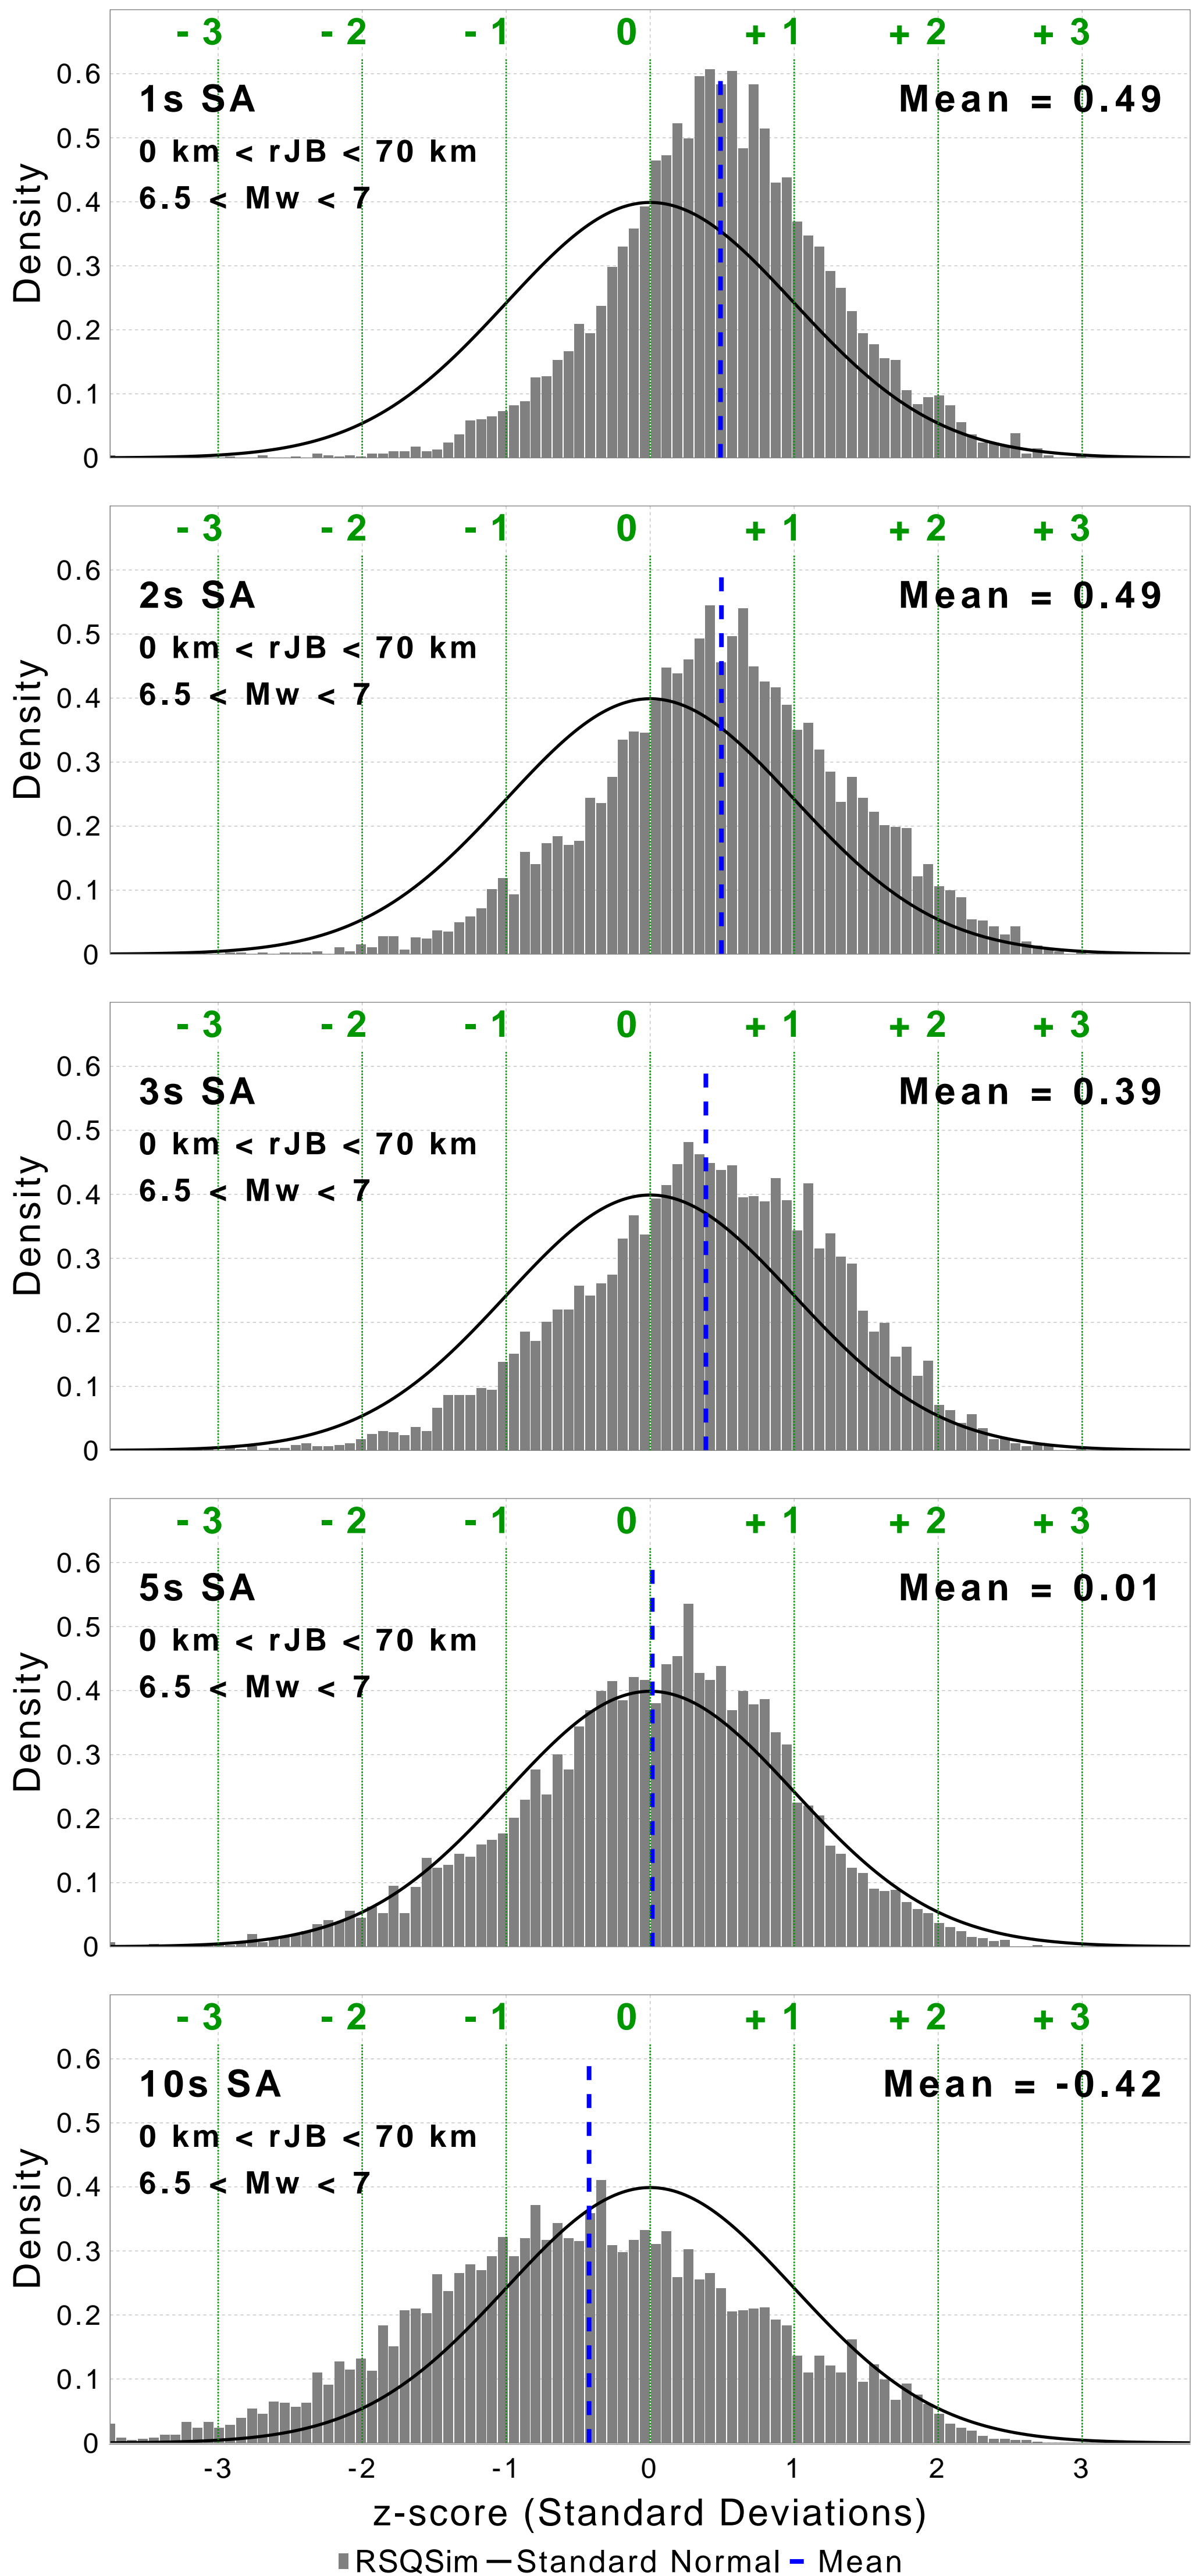 - 3 - 2 - 1 0 + 1 + 2 + 3
0.6
1s SA Mean = 0.49
0.5
0 km < rJB < 70 km
6.5 < Mw < 7
0.4
0.3
0.2
0.1
0
Density
- 3 - 2 - 1 0 + 1 + 2 + 3
0.6
2s SA Mean = 0.49
0.5
0 km < rJB < 70 km
6.5 < Mw < 7
0.4
0.3
0.2
0.1
0
Density
- 3 - 2 - 1 0 + 1 + 2 + 3
0.6
3s SA Mean = 0.39
0.5
0 km < rJB < 70 km
6.5 < Mw < 7
0.4
0.3
0.2
0.1
0
Density
- 3 - 2 - 1 0 + 1 + 2 + 3
0.6
5s SA Mean = 0.01
0.5
0 km < rJB < 70 km
6.5 < Mw < 7
0.4
0.3
0.2
0.1
0
Density
- 3 - 2 - 1 0 + 1 + 2 + 3
0.6
10s SA Mean = -0.42
0.5
0 km < rJB < 70 km
6.5 < Mw < 7
0.4
0.3
0.2
0.1
0
Density
-3 -2 -1 0 1 2 3
z-score (Standard Deviations)
RSQSim Standard Normal Mean